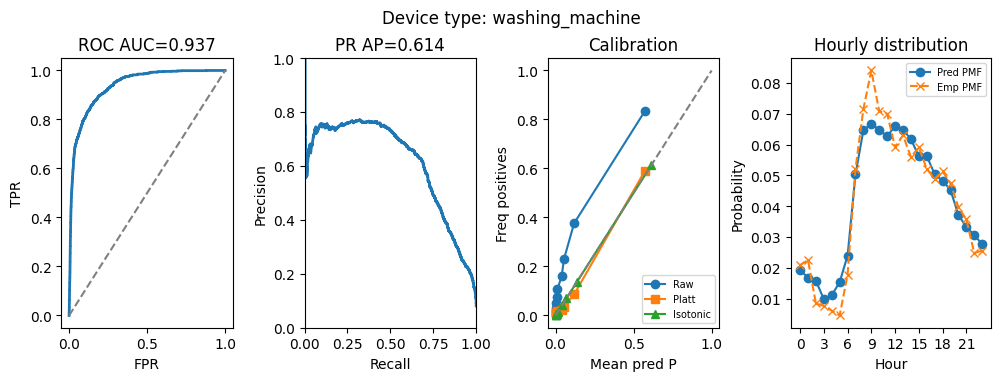 Device type: washing_machine
ROC AUC=0.937
1.0
0.8
0.6
0.4
0.2
0.0
TPR
0.0
0.5
1.0
FPR
PR AP=0.614
1.0
0.8
0.6
0.4
0.2
0.0
Precision
0.00
0.25
0.50
0.75
1.00
Recall
Calibration
1.0
0.8
0.6
0.4
0.2
0.0
Freq positives
Raw
Platt
Isotonic
0.0
0.5
1.0
Mean pred P
Hourly distribution
Pred PMF
Emp PMF
0.08
0.07
0.06
0.05
0.04
0.03
0.02
0.01
Probability
0
3
6
9
12
15
18
21
Hour